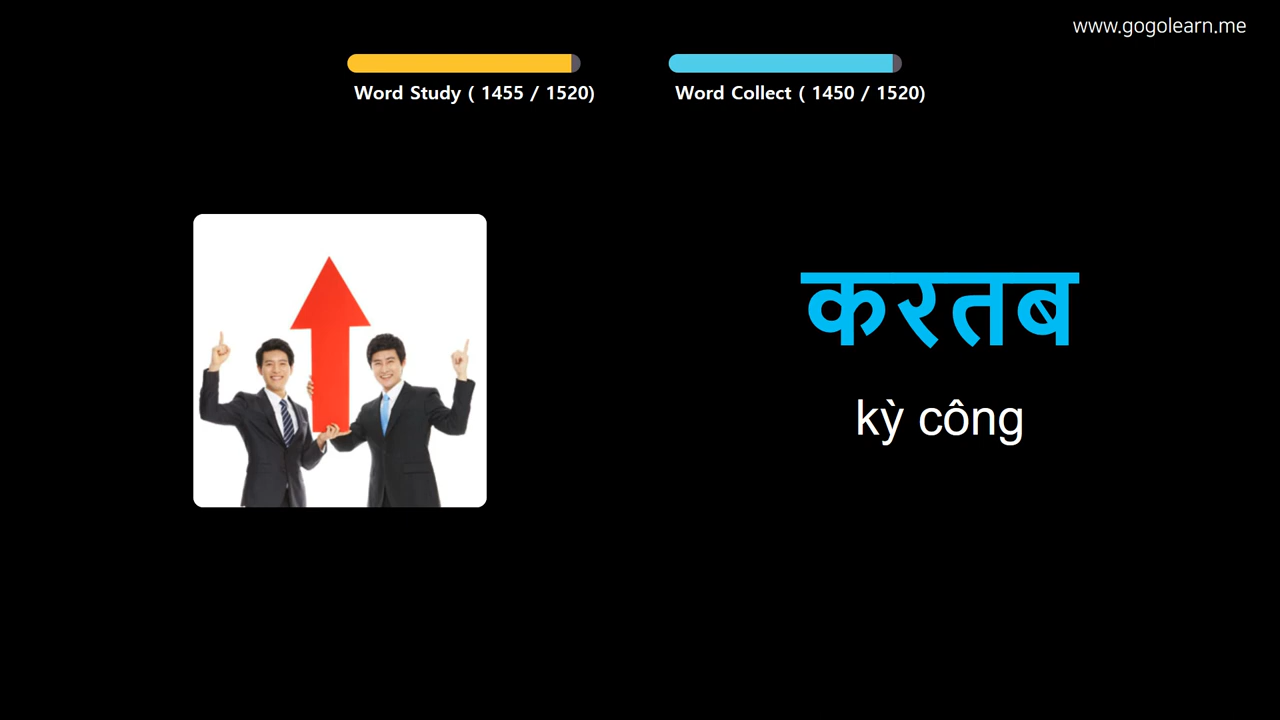 www.gogolearn.me
Word Study ( 1455 / 1520)
Word Collect ( 1450 / 1520)
करतब
kỳ công